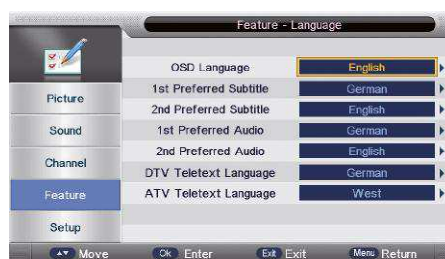 Feature - Language
OSD Language English
1st Preferred Subtitle German
2nd Preferred Subtitle English
1st Preferred Audio German
2nd Preferred Audio English
DTV Teletext Language German
ATV Teletext Language West
Picture
Sound
Channel
Feature
Setup
Move Ok Enter Exit Exit Menu Return